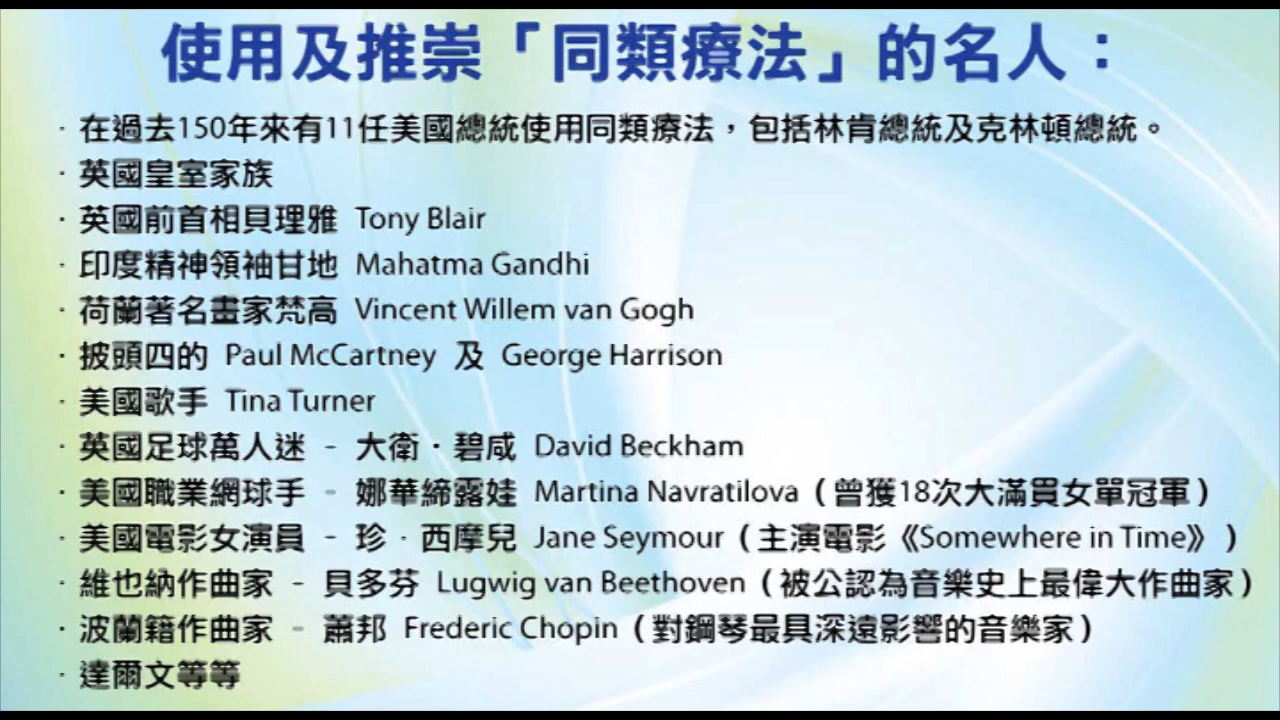 使用及推崇「同類療法」的名人：
· 在過去150年來有11任美國總統使用同類療法，包括林肯總統及克林頓總統。
· 英國皇室家族
· 英國前首相貝理雅 Tony Blair
· 印度精神領袖甘地 Mahatma Gandhi
· 荷蘭著名畫家梵高 Vincent Willem van Gogh
· 披頭四的 Paul McCartney 及 George Harrison
· 美國歌手 Tina Turner
· 英國足球萬人迷 - 大衛·碧咸 David Beckham
· 美國職業網球手 - 娜華締露娃 Martina Navratilova（曾獲18次大滿貫女單冠軍）
· 美國電影女演員 - 珍·西摩兒 Jane Seymour（主演電影《Somewhere in Time》）
· 維也納作曲家 - 貝多芬 Lugwig van Beethoven（被公認為音樂史上最偉大作曲家）
· 波蘭籍作曲家 - 蕭邦 Frederic Chopin（對鋼琴最具深遠影響的音樂家）
· 達爾文等等